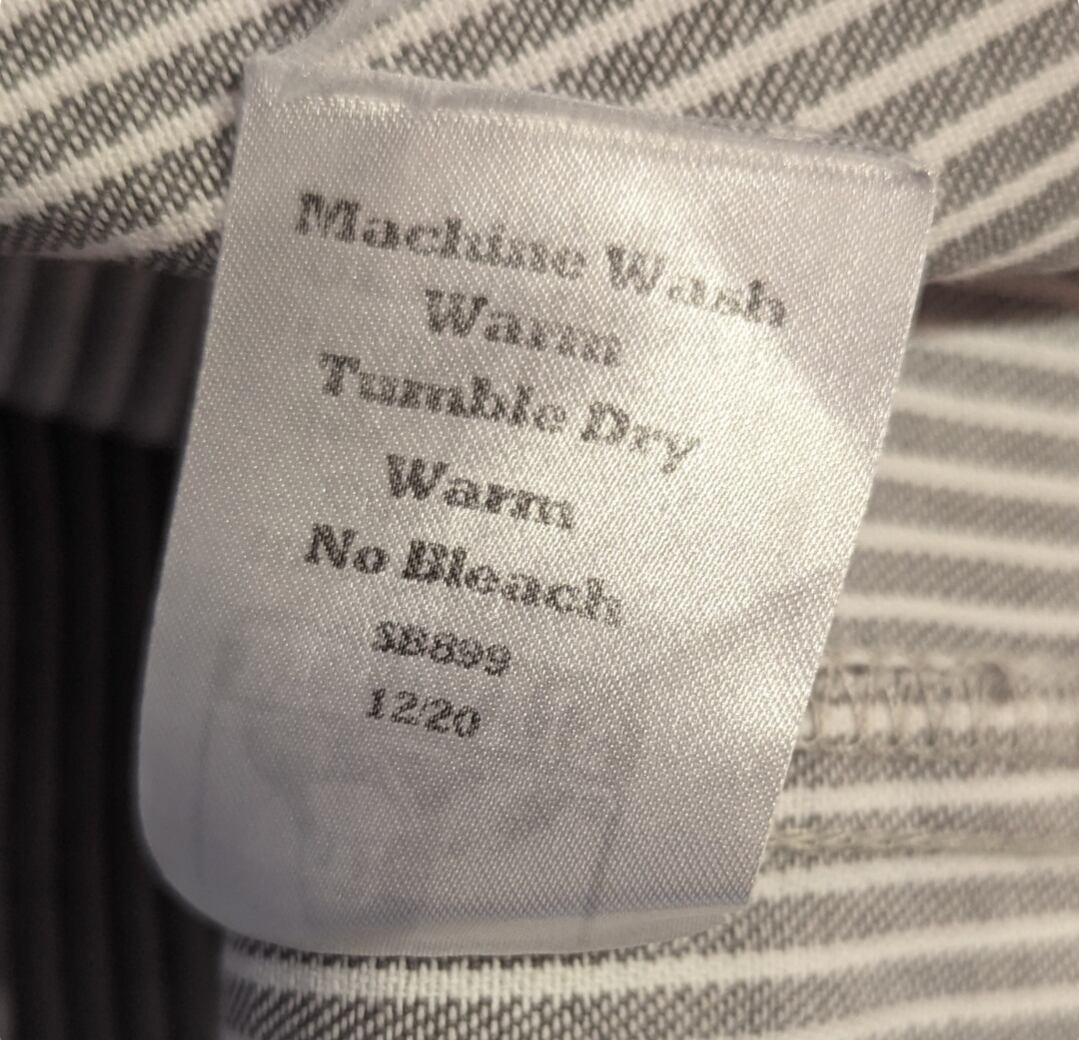 Machine Wash
Warm
Tumble Dry
Warm
No Bleach
SB899
12/20